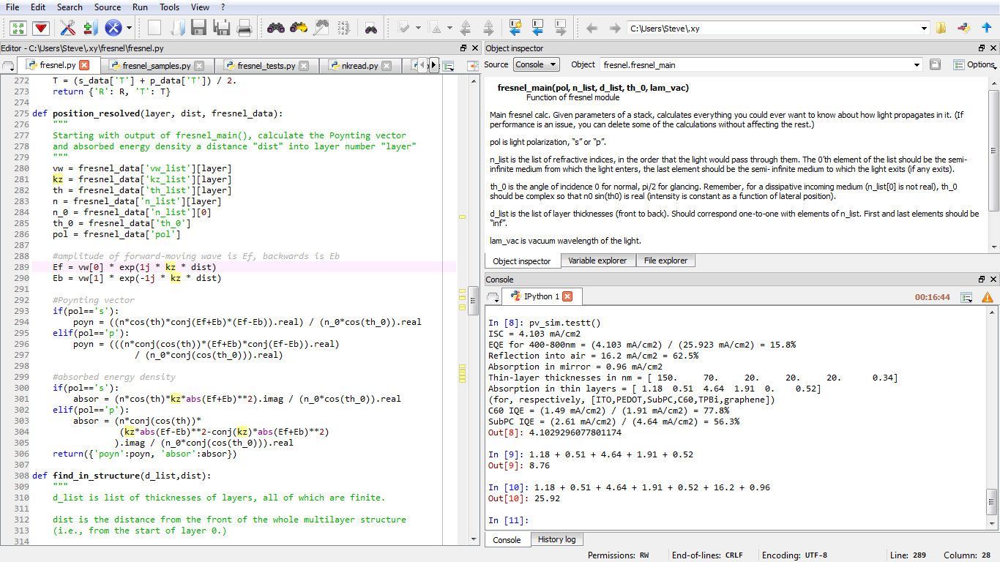 File Edit Search Source Run Tools View ?
C:\Users\Steve\.xy
Editor - C:\Users\Steve\.xy\fresnel\fresnel.py
fresnel.py fresnel_samples.py fresnel_tests.py nkread.py
272 T = (s_data['T'] + p_data['T']) / 2.
273 return {'R': R, 'T': T}
274
275 def position_resolved(layer, dist, fresnel_data):
276 """
277 Starting with output of fresnel_main(), calculate the Poynting vector
278 and absorbed energy density a distance "dist" into layer number "layer"
279 """
280 vw = fresnel_data['vw_list'][layer]
281 kz = fresnel_data['kz_list'][layer]
282 th = fresnel_data['th_list'][layer]
283 n = fresnel_data['n_list'][layer]
284 n_0 = fresnel_data['n_list'][0]
285 th_0 = fresnel_data['th_0']
286 pol = fresnel_data['pol']
287
288 #amplitude of forward-moving wave is Ef, backwards is Eb
289 Ef = vw[0] * exp(1j * kz * dist)
290 Eb = vw[1] * exp(-1j * kz * dist)
291
292 #Poynting vector
293 if(pol=='s'):
294 poyn = ((n*cos(th)*conj(Ef+Eb)*(Ef-Eb)).real) / (n_0*cos(th_0)).real
295 elif(pol=='p'):
296 poyn = (((n*conj(cos(th))*(Ef+Eb)*conj(Ef-Eb)).real)
297 / (n_0*conj(cos(th_0))).real)
298
299 #absorbed energy density
300 if(pol=='s'):
301 absor = (n*cos(th)*kz*abs(Ef+Eb)**2).imag / (n_0*cos(th_0)).real
302 elif(pol=='p'):
303 absor = (n*conj(cos(th))*
304 (kz*abs(Ef-Eb)**2-conj(kz)*abs(Ef+Eb)**2)
305 ).imag / (n_0*conj(cos(th_0))).real
306 return({'poyn':poyn, 'absor':absor})
307
308 def find_in_structure(d_list,dist):
309 """
310 d_list is list of thicknesses of layers, all of which are finite.
311
312 dist is the distance from the front of the whole multilayer structure
313 (i.e., from the start of layer 0.)
314
Object inspector
Source Console Object fresnel.fresnel_main Options
fresnel_main(pol, n_list, d_list, th_0, lam_vac)
Function of fresnel module
Main fresnel calc. Given parameters of a stack, calculates everything you could ever want to know about how light propagates in it. (If
performance is an issue, you can delete some of the calculations without affecting the rest.)
pol is light polarization, “s” or “p”.
n_list is the list of refractive indices, in the order that the light would pass through them. The 0’th element of the list should be the semi-
infinite medium from which the light enters, the last element should be the semi-infinite medium to which the light exits (if any exits).
th_0 is the angle of incidence 0 for normal, pi/2 for glancing. Remember, for a dissipative incoming medium (n_list[0] is not real), th_0
should be complex so that n0 sin(th0) is real (intensity is constant as a function of lateral position).
d_list is the list of layer thicknesses (front to back). Should correspond one-to-one with elements of n_list. First and last elements should be
“inf”.
lam_vac is vacuum wavelength of the light.
Object inspector Variable explorer File explorer
Console
IPython 1 00:16:44
In [8]: pv_sim.testt()
ISC = 4.103 mA/cm2
EQE for 400-800nm = (4.103 mA/cm2) / (25.923 mA/cm2) = 15.8%
Reflection into air = 16.2 mA/cm2 = 62.5%
Absorption in mirror = 0.96 mA/cm2
Thin-layer thicknesses in nm = [ 150. 70. 20. 20. 20. 0.34]
Absorption in thin layers = [ 1.18 0.51 4.64 1.91 0. 0.52]
(for, respectively, [ITO,PEDOT,SubPC,C60,TPBi,graphene])
C60 IQE = (1.49 mA/cm2) / (1.91 mA/cm2) = 77.8%
SubPC IQE = (2.61 mA/cm2) / (4.64 mA/cm2) = 56.3%
Out[8]: 4.1029296077801174
In [9]: 1.18 + 0.51 + 4.64 + 1.91 + 0.52
Out[9]: 8.76
In [10]: 1.18 + 0.51 + 4.64 + 1.91 + 0.52 + 16.2 + 0.96
Out[10]: 25.92
In [11]:
Console History log
Permissions: RW End-of-lines: CRLF Encoding: UTF-8 Line: 289 Column: 28